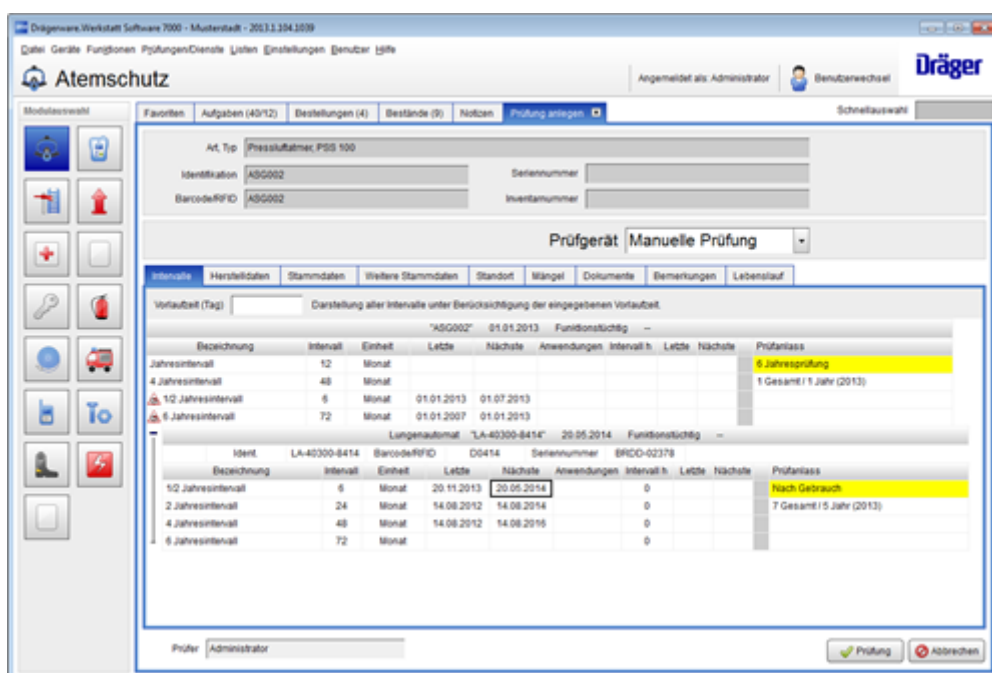 Drägerware.Werkstatt Software 7000 - Musterstadt - 2013.1.104.1039
Datei Geräte Funktionen Prüfungen/Dienste Listen Einstellungen Benutzer Hilfe
Atemschutz
Angemeldet als: Administrator
Benutzerwechsel
Dräger
Modulauswahl
Favoriten Aufgaben (40/12) Bestellungen (4) Bestände (9) Notizen Prüfung anlegen
Schnellauswahl
Art, Typ Pressluftatmer, PSS 100
Identifikation ASG002 Seriennummer
Barcode/RFID ASG002 Inventarnummer
Prüfgerät Manuelle Prüfung
Intervalle Herstelldaten Stammdaten Weitere Stammdaten Standort Mängel Dokumente Bemerkungen Lebenslauf
Vorlaufzeit (Tag) Darstellung aller Intervalle unter Berücksichtigung der eingegebenen Vorlaufzeit.
"ASG002" 01.01.2013 Funktionstüchtig --
Bezeichnung Intervall Einheit Letzte Nächste Anwendungen Intervall h Letzte Nächste Prüfanlass
Jahresintervall 12 Monat 6 Jahresprüfung
4 Jahresintervall 48 Monat 1 Gesamt / 1 Jahr (2013)
1/2 Jahresintervall 6 Monat 01.01.2013 01.07.2013
6 Jahresintervall 72 Monat 01.01.2007 01.01.2013
Lungenautomat "LA-40300-8414" 20.05.2014 Funktionstüchtig --
Ident. LA-40300-8414 Barcode/RFID D0414 Seriennummer BRDD-02378
Bezeichnung Intervall Einheit Letzte Nächste Anwendungen Intervall h Letzte Nächste Prüfanlass
1/2 Jahresintervall 6 Monat 20.11.2013 20.05.2014 0 Nach Gebrauch
2 Jahresintervall 24 Monat 14.08.2012 14.08.2014 0 7 Gesamt / 5 Jahr (2013)
4 Jahresintervall 48 Monat 14.08.2012 14.08.2016 0
6 Jahresintervall 72 Monat 0
Prüfer Administrator
Prüfung Abbrechen